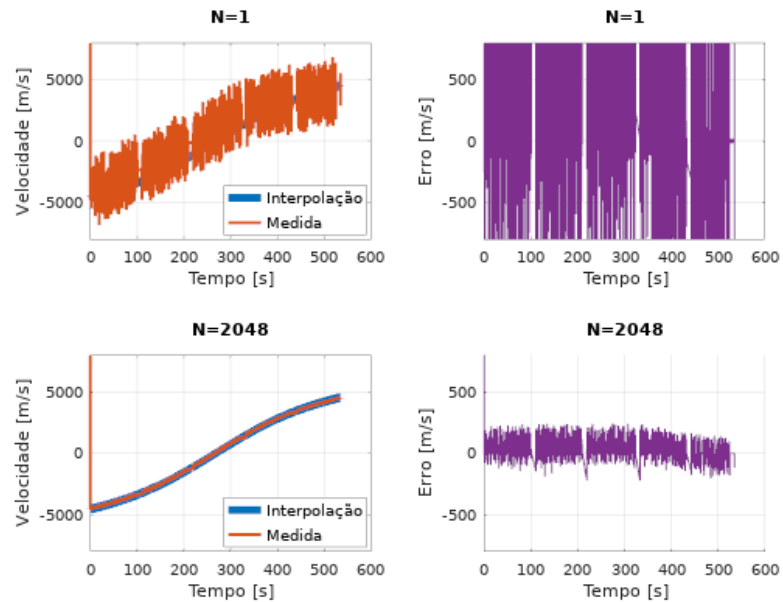 N=1
Velocidade [m/s]
5000
0
-5000
0 100 200 300 400 500 600
Tempo [s]
Interpolação
Medida
N=1
Erro [m/s]
500
0
-500
0 100 200 300 400 500 600
Tempo [s]
N=2048
Velocidade [m/s]
5000
0
-5000
0 100 200 300 400 500 600
Tempo [s]
Interpolação
Medida
N=2048
Erro [m/s]
500
0
-500
0 100 200 300 400 500 600
Tempo [s]